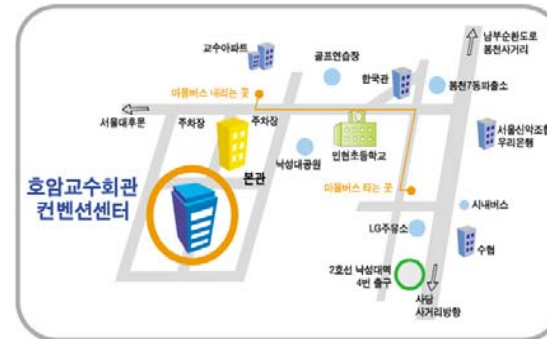 남부순환도로
봉천사거리
교수아파트
골프연습장
한국관
봉천7동파출소
마을버스 내리는 곳
서울대후문
주차장
주차장
서울신약조합
우리은행
인헌초등학교
낙성대공원
본관
호암교수회관
컨벤션센터
마을버스 타는 곳
시내버스
LG주유소
수협
2호선 낙성대역
4번 출구
사당
사거리방향